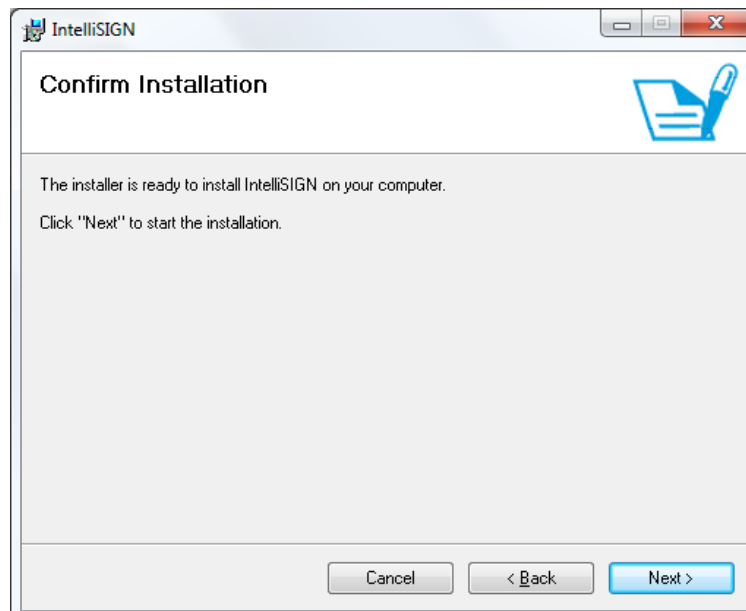 IntelliSIGN
Confirm Installation
The installer is ready to install IntelliSIGN on your computer.
Click "Next" to start the installation.
Cancel
< Back
Next >